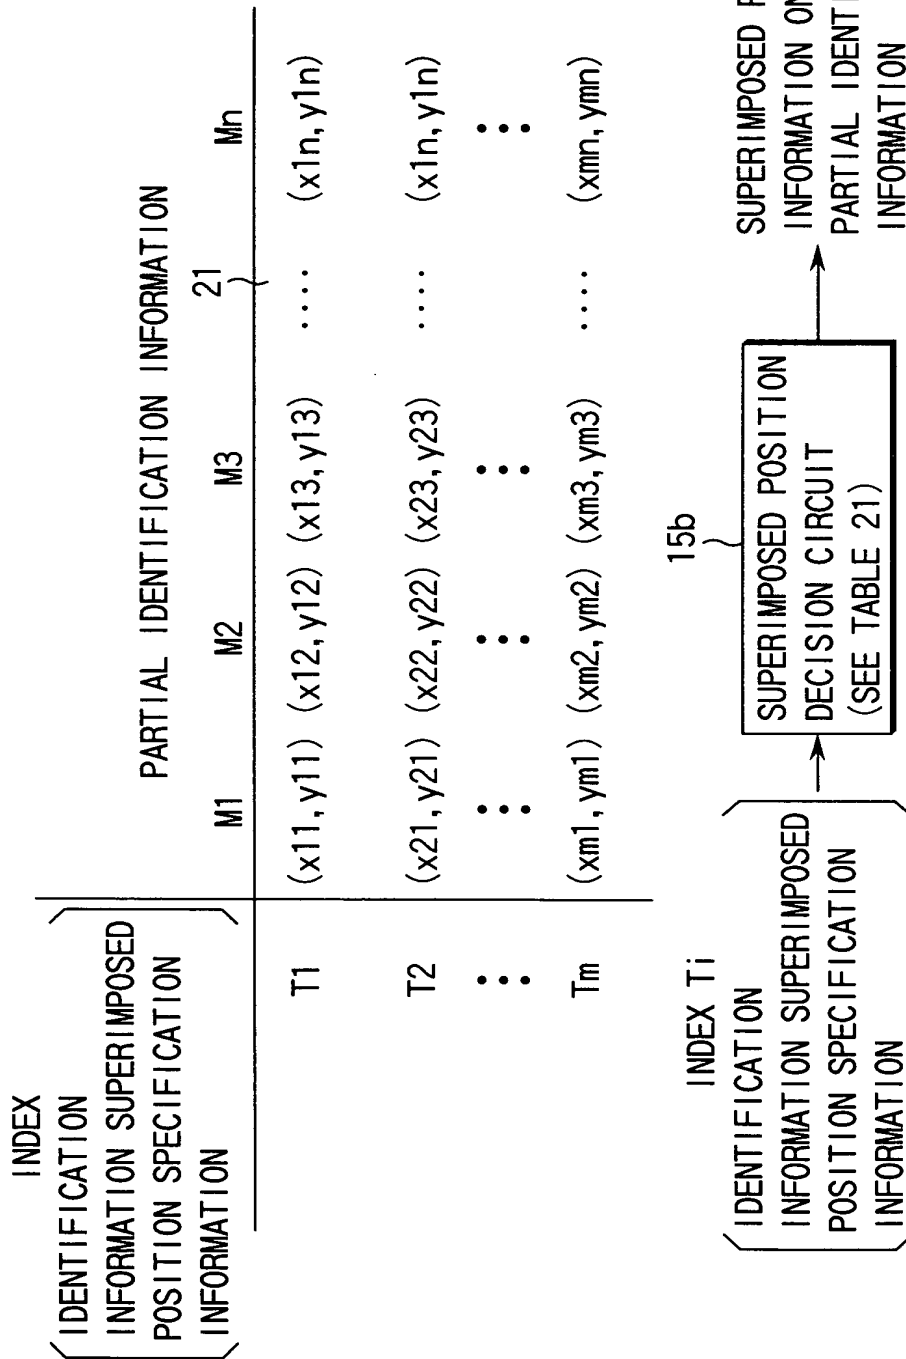 INDEX
IDENTIFICATION
INFORMATION SUPERIMPOSED
POSITION SPECIFICATION
INFORMATION
PARTIAL IDENTIFICATION INFORMATION
21
M1 M2 M3 Mn
T1 (x11, y11) (x12, y12) (x13, y13) .... (x1n, y1n)
T2 (x21, y21) (x22, y22) (x23, y23) .... (x1n, y1n)
Tm (xm1, ym1) (xm2, ym2) (xm3, ym3) .... (xmn, ymn)
INDEX Ti
IDENTIFICATION
INFORMATION SUPERIMPOSED
POSITION SPECIFICATION
INFORMATION
15b
SUPERIMPOSED POSITION
DECISION CIRCUIT
(SEE TABLE 21)
SUPERIMPOSED
INFORMATION ON
PARTIAL
INFORMATION